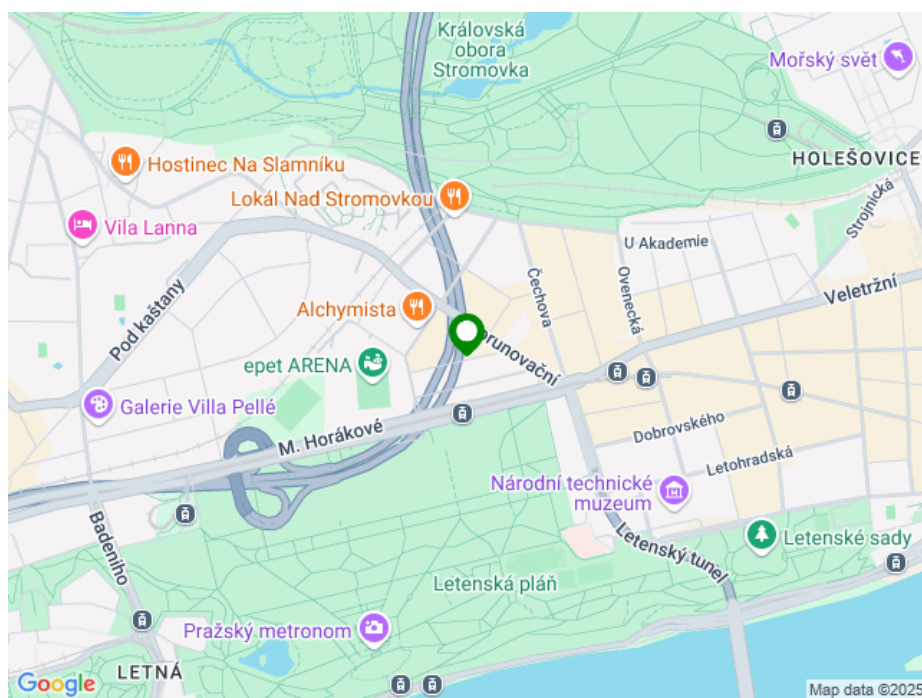 Královská
obora
Stromovka
Mořský svět
HOLEŠOVICE
Hostinec Na Slamníku
Lokál Nad Stromovkou
Strojnická
Vila Lanna
U Akademie
Čechova
Ovenecká
Veletržní
Pod kaštany
Alchymista
orunovační
epet ARENA
Galerie Villa Pellé
M. Horákové
Dobrovského
Letohradská
Národní technické
muzeum
Badeního
Letenský tunel
Letenské sady
Letenská pláň
Pražský metronom
LETNÁ
Google
Map data ©2025